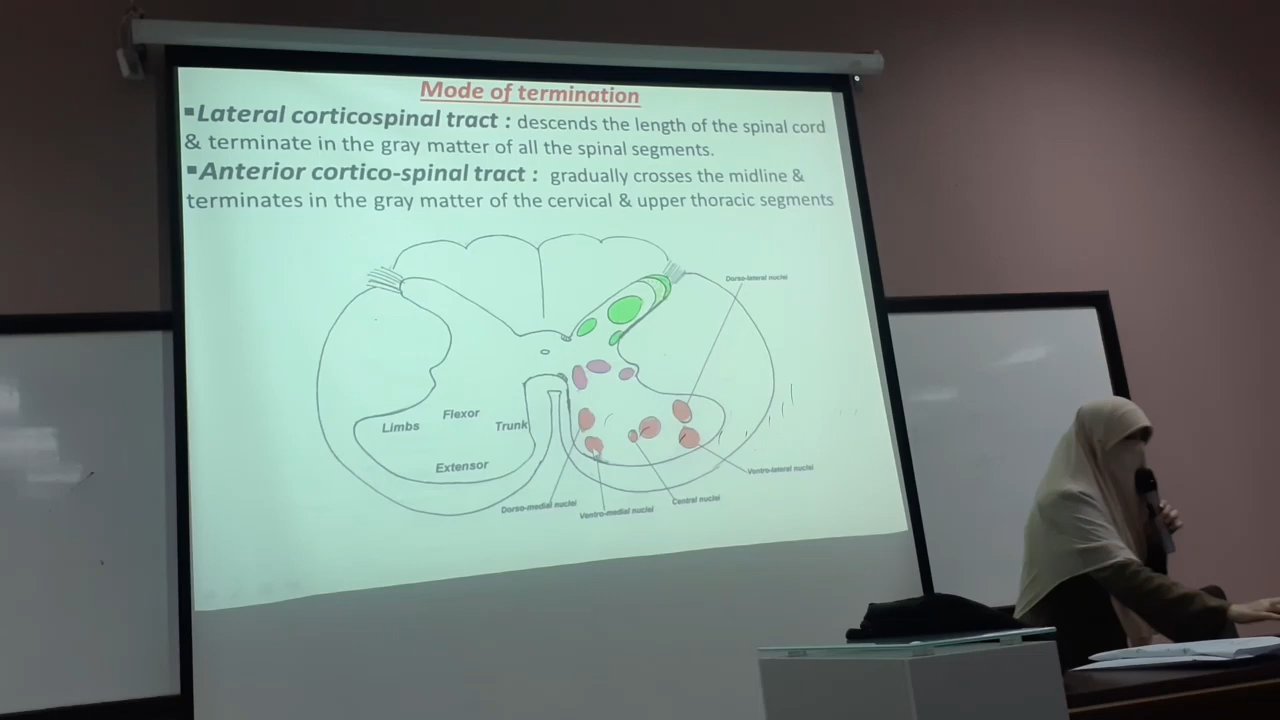 Mode of termination
▪Lateral corticospinal tract : descends the length of the spinal cord
& terminate in the gray matter of all the spinal segments.
▪Anterior cortico-spinal tract : gradually crosses the midline &
terminates in the gray matter of the cervical & upper thoracic segments
Dorso-lateral nuclei
Flexor
Limbs
Trunk
Extensor
Ventro-lateral nuclei
Central nuclei
Dorso-medial nuclei
Ventro-medial nuclei